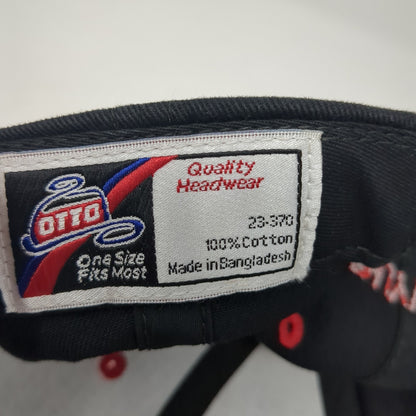 OTTO
One Size
Fits Most
Quality
Headwear
23-370
100% Cotton
Made in Bangladesh